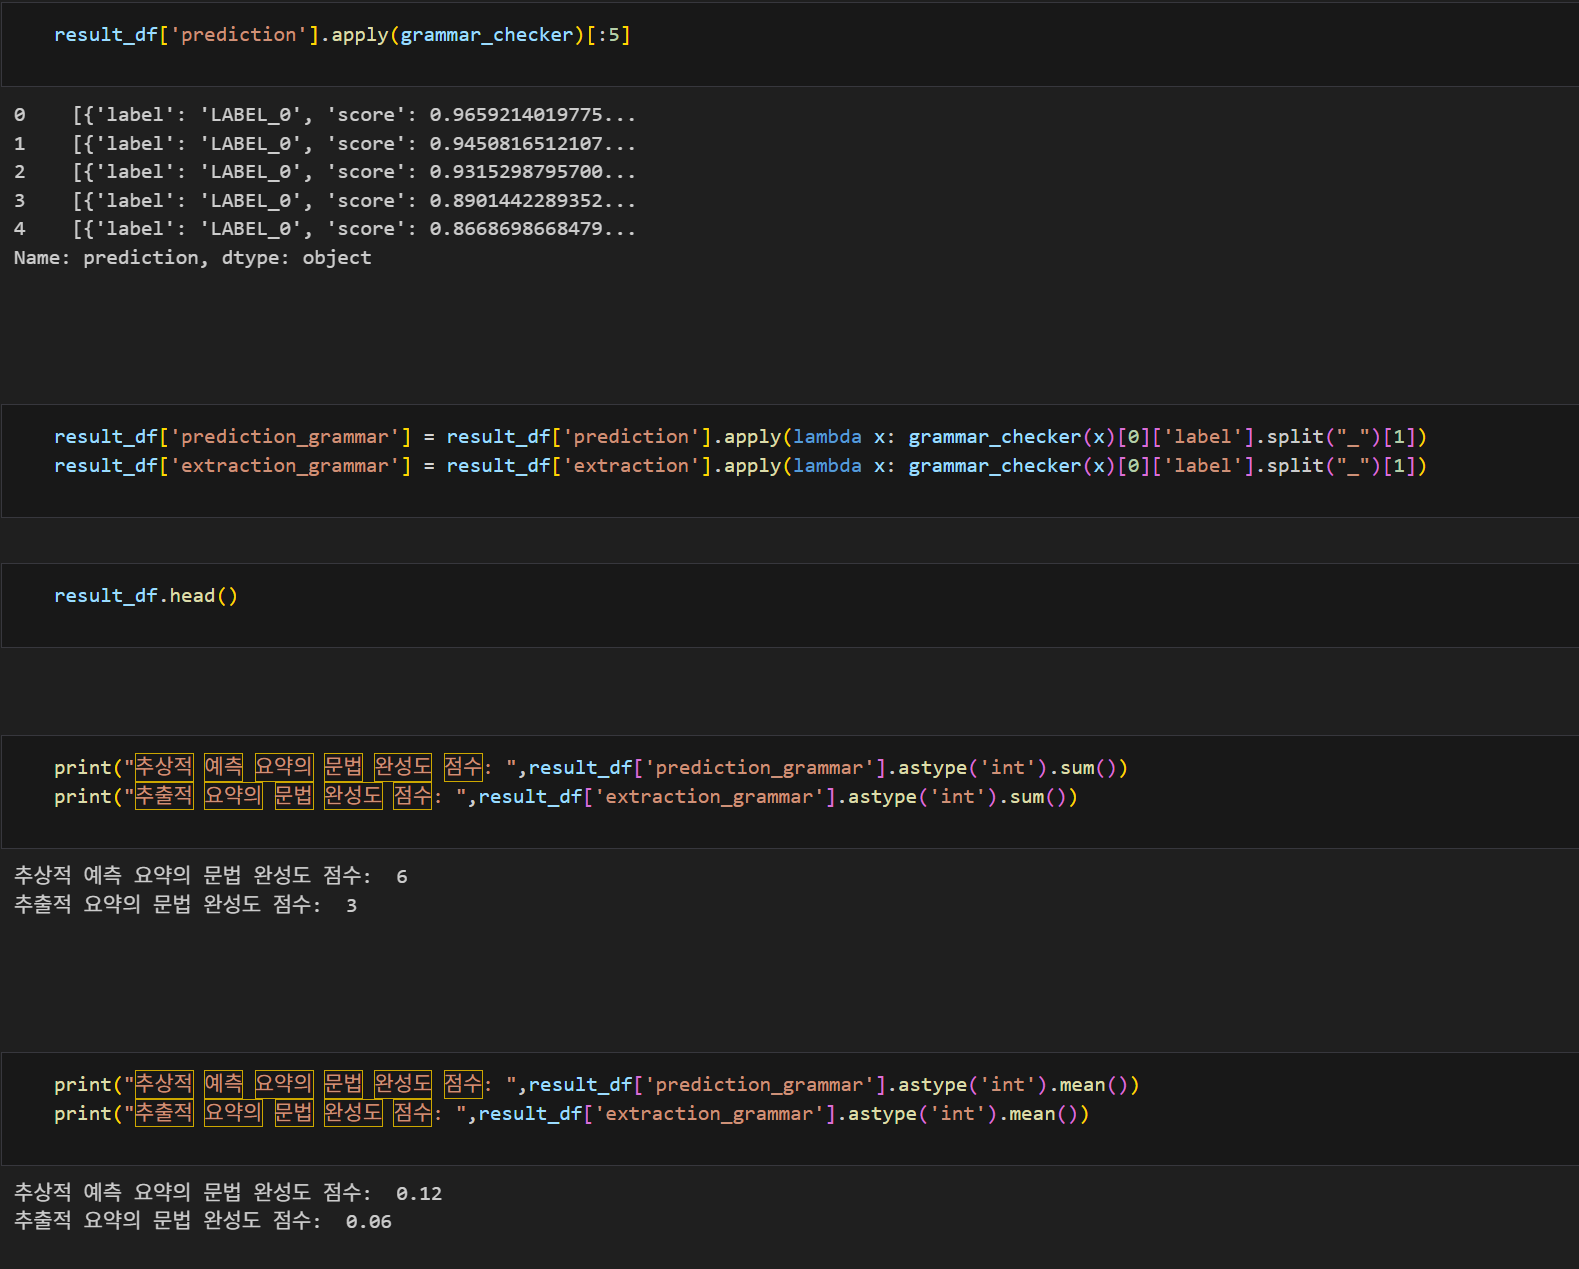 result_df['prediction'].apply(grammar_checker)[:5]
0    [{'label': 'LABEL_0', 'score': 0.9659214019775...
1    [{'label': 'LABEL_0', 'score': 0.9450816512107...
2    [{'label': 'LABEL_0', 'score': 0.9315298795700...
3    [{'label': 'LABEL_0', 'score': 0.8901442289352...
4    [{'label': 'LABEL_0', 'score': 0.8668698668479...
Name: prediction, dtype: object
result_df['prediction_grammar'] = result_df['prediction'].apply(lambda x: grammar_checker(x)[0]['label'].split("_")[1])
result_df['extraction_grammar'] = result_df['extraction'].apply(lambda x: grammar_checker(x)[0]['label'].split("_")[1])
result_df.head()
print("추상적 예측 요약의 문법 완성도 점수: ",result_df['prediction_grammar'].astype('int').sum())
print("추출적 요약의 문법 완성도 점수: ",result_df['extraction_grammar'].astype('int').sum())
추상적 예측 요약의 문법 완성도 점수:  6
추출적 요약의 문법 완성도 점수:  3
print("추상적 예측 요약의 문법 완성도 점수: ",result_df['prediction_grammar'].astype('int').mean())
print("추출적 요약의 문법 완성도 점수: ",result_df['extraction_grammar'].astype('int').mean())
추상적 예측 요약의 문법 완성도 점수:  0.12
추출적 요약의 문법 완성도 점수:  0.06